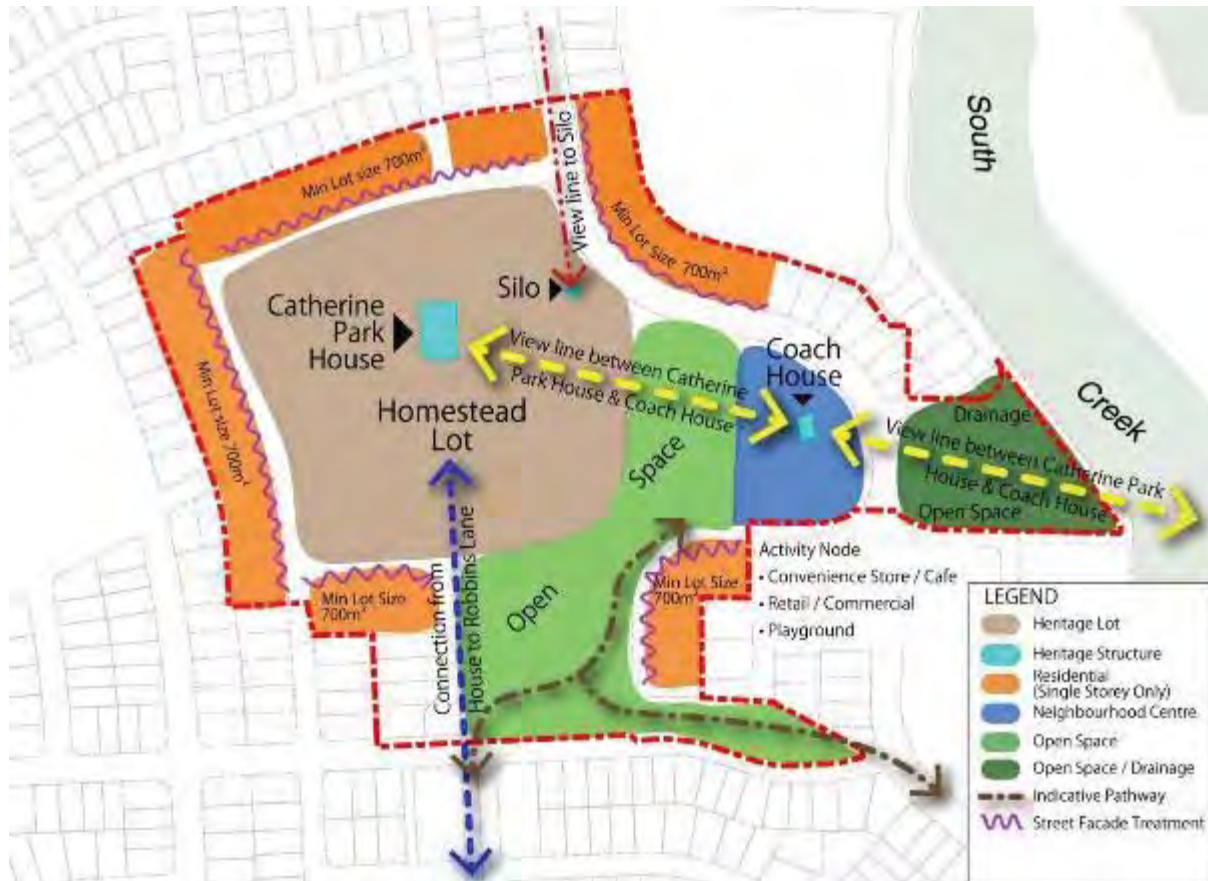 South
Creek
View line to Silo
Min Lot size 700m²
Min Lot size 700m²
Min Lot size 700m²
Silo
Catherine
Park
House
Homestead
Lot
View line between Catherine
Park House & Coach House
Coach
House
Drainage
View line between Catherine Park
House & Coach House
Open Space
Space
Open
Connection from
House to Robbins Lane
Min Lot Size
700m²
Min Lot Size
700m²
Activity Node
• Convenience Store / Cafe
• Retail / Commercial
• Playground
LEGEND
Heritage Lot
Heritage Structure
Residential
(Single Storey Only)
Neighbourhood Centre
Open Space
Open Space / Drainage
Indicative Pathway
Street Facade Treatment